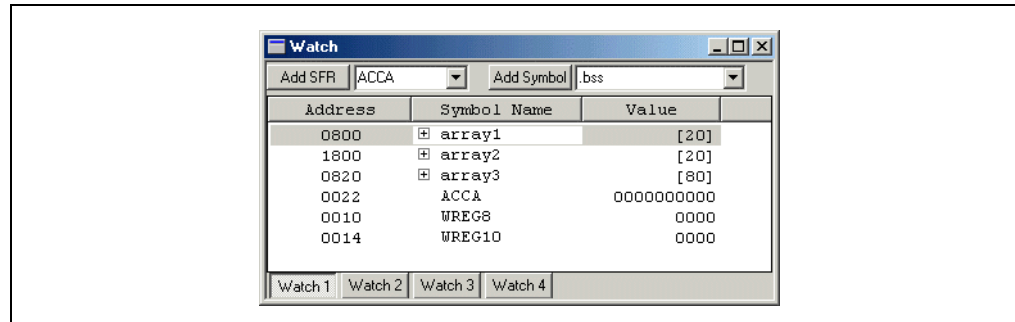 Watch
Add SFR ACCA Add Symbol .bss
Address Symbol Name Value
0800 array1 [20]
1800 array2 [20]
0820 array3 [80]
0022 ACCA 0000000000
0010 WREG8 0000
0014 WREG10 0000
Watch 1 Watch 2 Watch 3 Watch 4